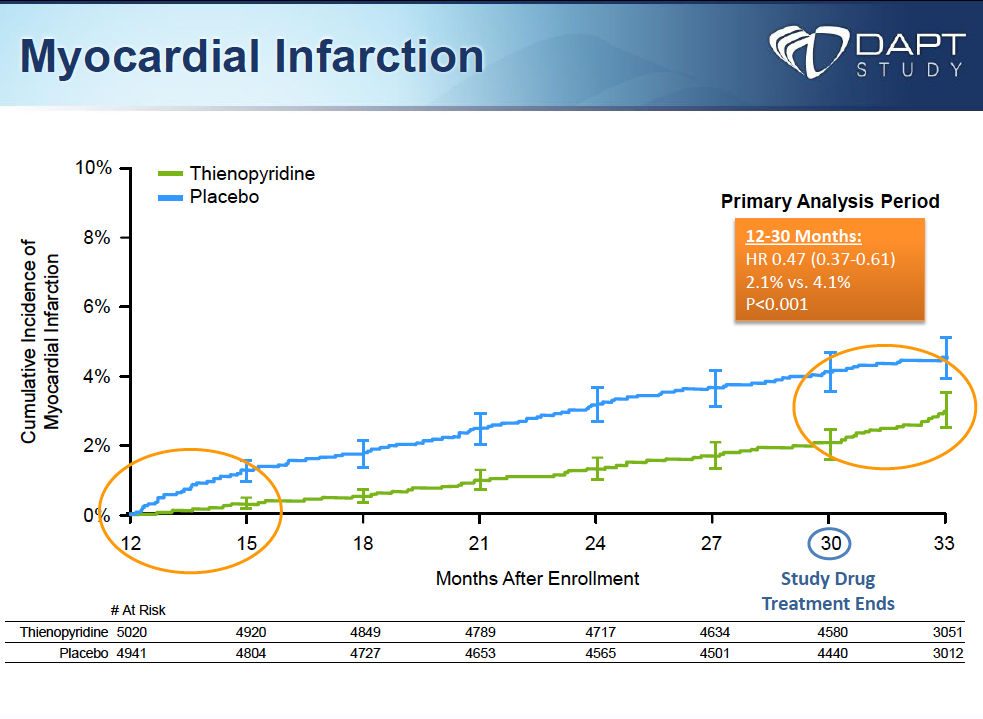 Myocardial Infarction
DAPT
STUDY
10%
8%
6%
4%
2%
0%
Cumulative Incidence of
Myocardial Infarction
Thienopyridine
Placebo
Primary Analysis Period
12-30 Months:
HR 0.47 (0.37-0.61)
2.1% vs. 4.1%
P<0.001
12 15 18 21 24 27 30 33
Months After Enrollment
Study Drug
Treatment Ends
# At Risk
Thienopyridine 5020 4920 4849 4789 4717 4634 4580 3051
Placebo 4941 4804 4727 4653 4565 4501 4440 3012